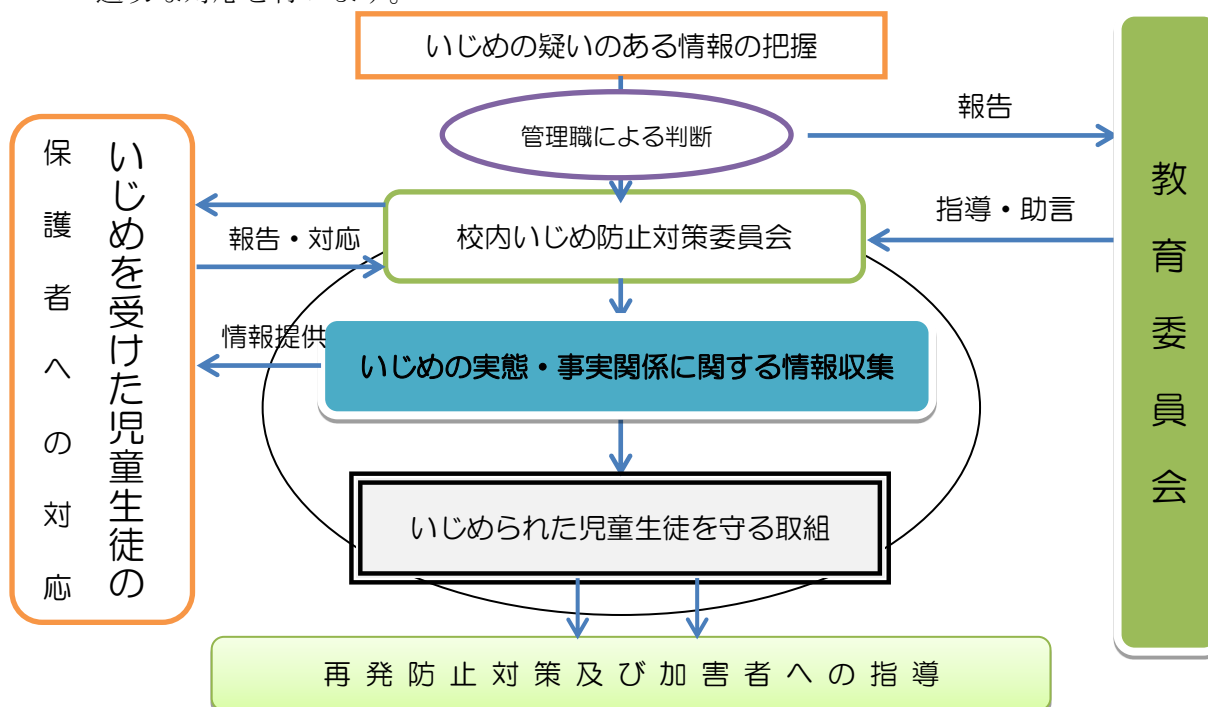 いじめの疑いのある情報の把握
管理職による判断
報告
校内いじめ防止対策委員会
指導・助言
報告・対応
情報提供
いじめの実態・事実関係に関する情報収集
いじめられた児童生徒を守る取組
再発防止対策及び加害者への指導
いじめを受けた児童生徒の
保護者への対応
教育委員会